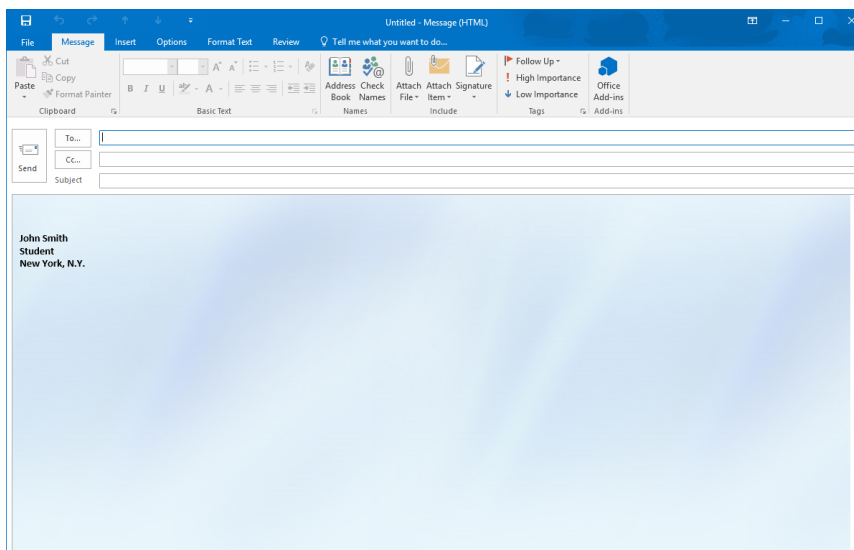 Untitled - Message (HTML)
File Message Insert Options Format Text Review Tell me what you want to do...
Paste
Cut
Copy
Format Painter
Clipboard
B I U A
A A
Basic Text
Address Book
Check Names
Names
Attach File
Attach Item
Signature
Include
Follow Up
High Importance
Low Importance
Tags
Office Add-ins
Add-ins
Send
To...
Cc...
Subject
John Smith
Student
New York, N.Y.